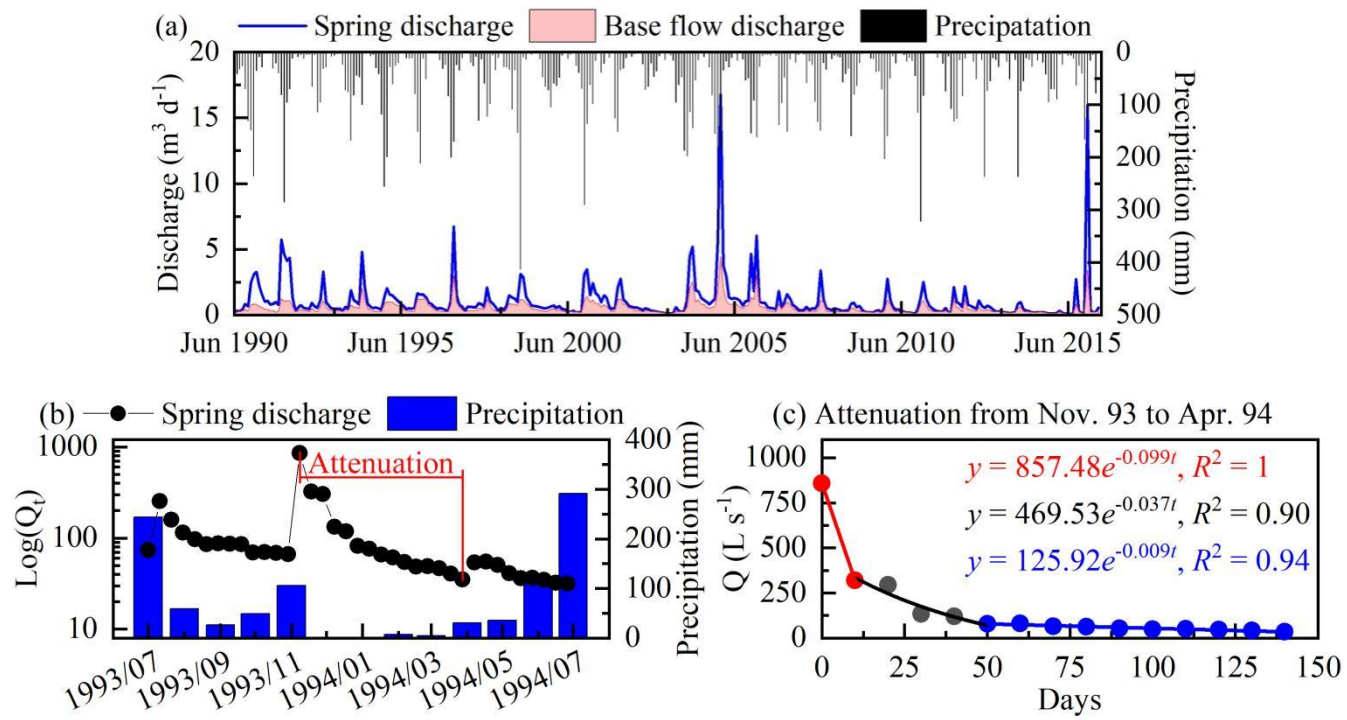 (a) Spring discharge Base flow discharge Precipatation
Discharge (m³ d⁻¹)
20
15
10
5
0
Precipitation (mm)
0
100
200
300
400
500
Jun 1990 Jun 1995 Jun 2000 Jun 2005 Jun 2010 Jun 2015
(b) Spring discharge Precipitation
Log(Qₜ)
1000
100
10
Attenuation
Precipitation (mm)
400
300
200
100
0
1993/07 1993/09 1993/11 1994/01 1994/03 1994/05 1994/07
(c) Attenuation from Nov. 93 to Apr. 94
Q (L s⁻¹)
1000
750
500
250
0
y = 857.48e⁻⁰·⁰⁹⁹ᵗ, R² = 1
y = 469.53e⁻⁰·⁰³⁷ᵗ, R² = 0.90
y = 125.92e⁻⁰·⁰⁰⁹ᵗ, R² = 0.94
0 25 50 75 100 125 150
Days